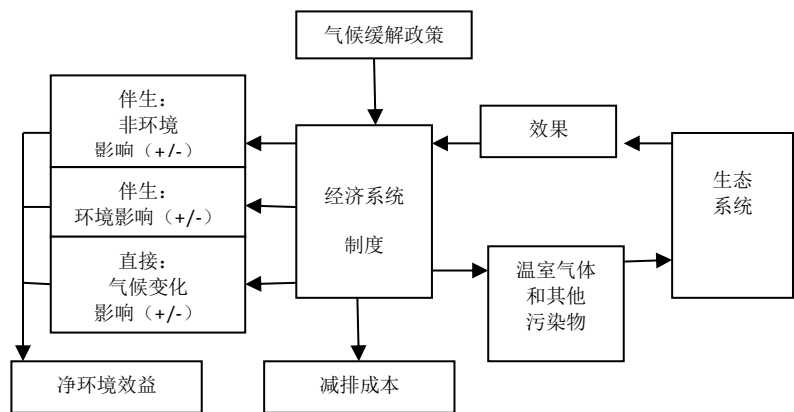 气候缓解政策
伴生：
非环境
影响（+/-）
伴生：
环境影响（+/-）
直接：
气候变化
影响（+/-）
经济系统
制度
效果
生态
系统
温室气体
和其他
污染物
净环境效益
减排成本